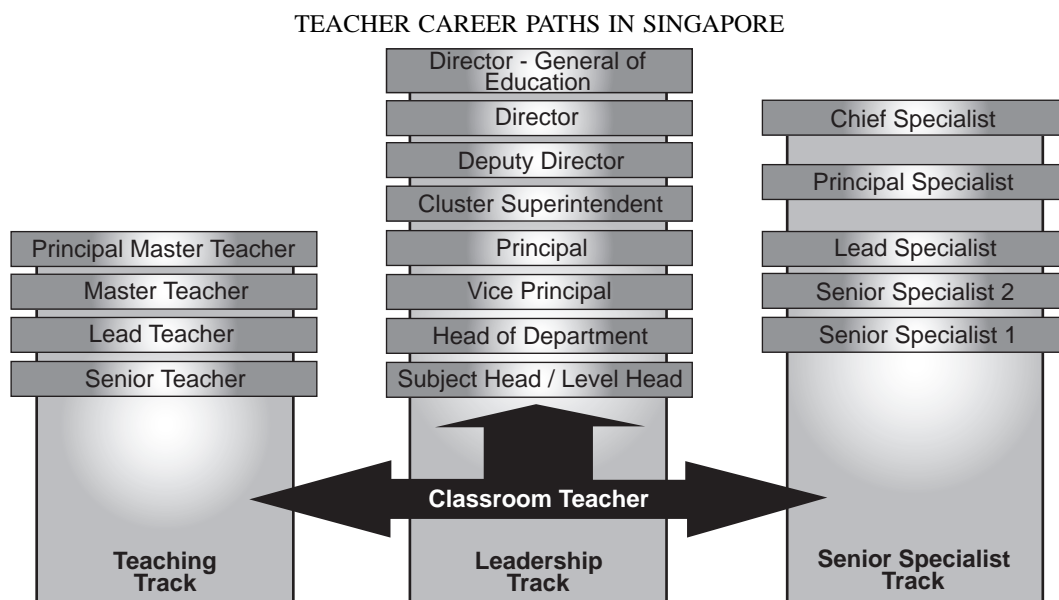 TEACHER CAREER PATHS IN SINGAPORE
Principal Master Teacher
Master Teacher
Lead Teacher
Senior Teacher
Teaching
Track
Director - General of
Education
Director
Deputy Director
Cluster Superintendent
Principal
Vice Principal
Head of Department
Subject Head / Level Head
Classroom Teacher
Leadership
Track
Chief Specialist
Principal Specialist
Lead Specialist
Senior Specialist 2
Senior Specialist 1
Senior Specialist
Track